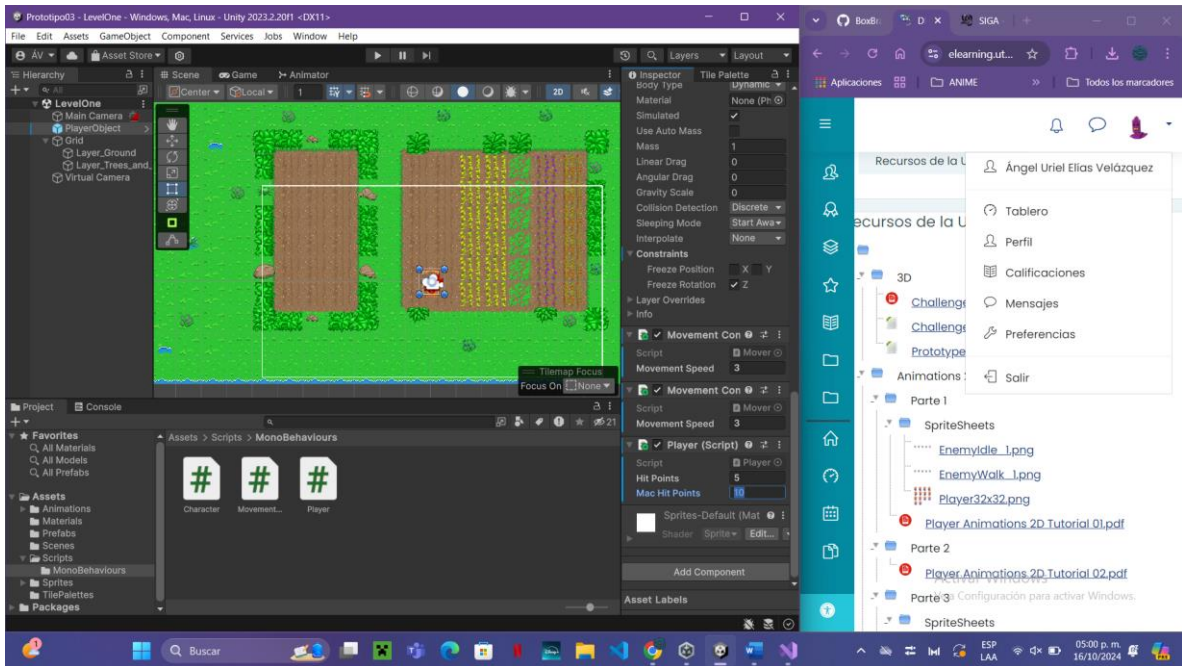 Prototipo03 - LevelOne - Windows, Mac, Linux - Unity 2023.2.20f1 <DX11>
File Edit Assets GameObject Component Services Jobs Window Help
AV Asset Store Layers Layout
Hierarchy
All
LevelOne
Main Camera
PlayerObject
Grid
Layer_Ground
Layer_Trees_and_
Virtual Camera
Scene Game Animator
Center Local 1 2D
Tilemap Focus
Focus On None
Inspector Tile Palette
Body Type Dynamic
Material None (Ph
Simulated
Use Auto Mass
Mass 1
Linear Drag 0
Angular Drag 0
Gravity Scale 0
Collision Detection Discrete
Sleeping Mode Start Awa
Interpolate None
Constraints
Freeze Position X Y
Freeze Rotation Z
Layer Overrides
Info
Movement Con
Script Mover
Movement Speed 3
Movement Con
Script Mover
Movement Speed 3
Player (Script)
Script Player
Hit Points 5
Mac Hit Points 10
Sprites-Default (Mat
Shader Sprite Edit...
Add Component
Asset Labels
Project Console
21
Favorites
All Materials
All Models
All Prefabs
Assets
Animations
Materials
Prefabs
Scenes
Scripts
MonoBehaviours
Sprites
TilePalettes
Packages
Assets > Scripts > MonoBehaviours
Character Movement... Player
BoxBr D SIGA
elearning.ut...
Aplicaciones ANIME » Todos los marcadores
Recursos de la U
ecursos de la U
3D
Challenge
Challenge
Prototype
Animations
Parte 1
SpriteSheets
EnemyIdle_1.png
EnemyWalk_1.png
Player32x32.png
Player Animations 2D Tutorial 01.pdf
Parte 2
Player Animations 2D Tutorial 02.pdf
Parte 3
SpriteSheets
Ángel Uriel Elías Velázquez
Tablero
Perfil
Calificaciones
Mensajes
Preferencias
Salir
Activar Windows
Configuración para activar Windows.
Buscar
ESP
LAA
05:00 p. m.
16/10/2024